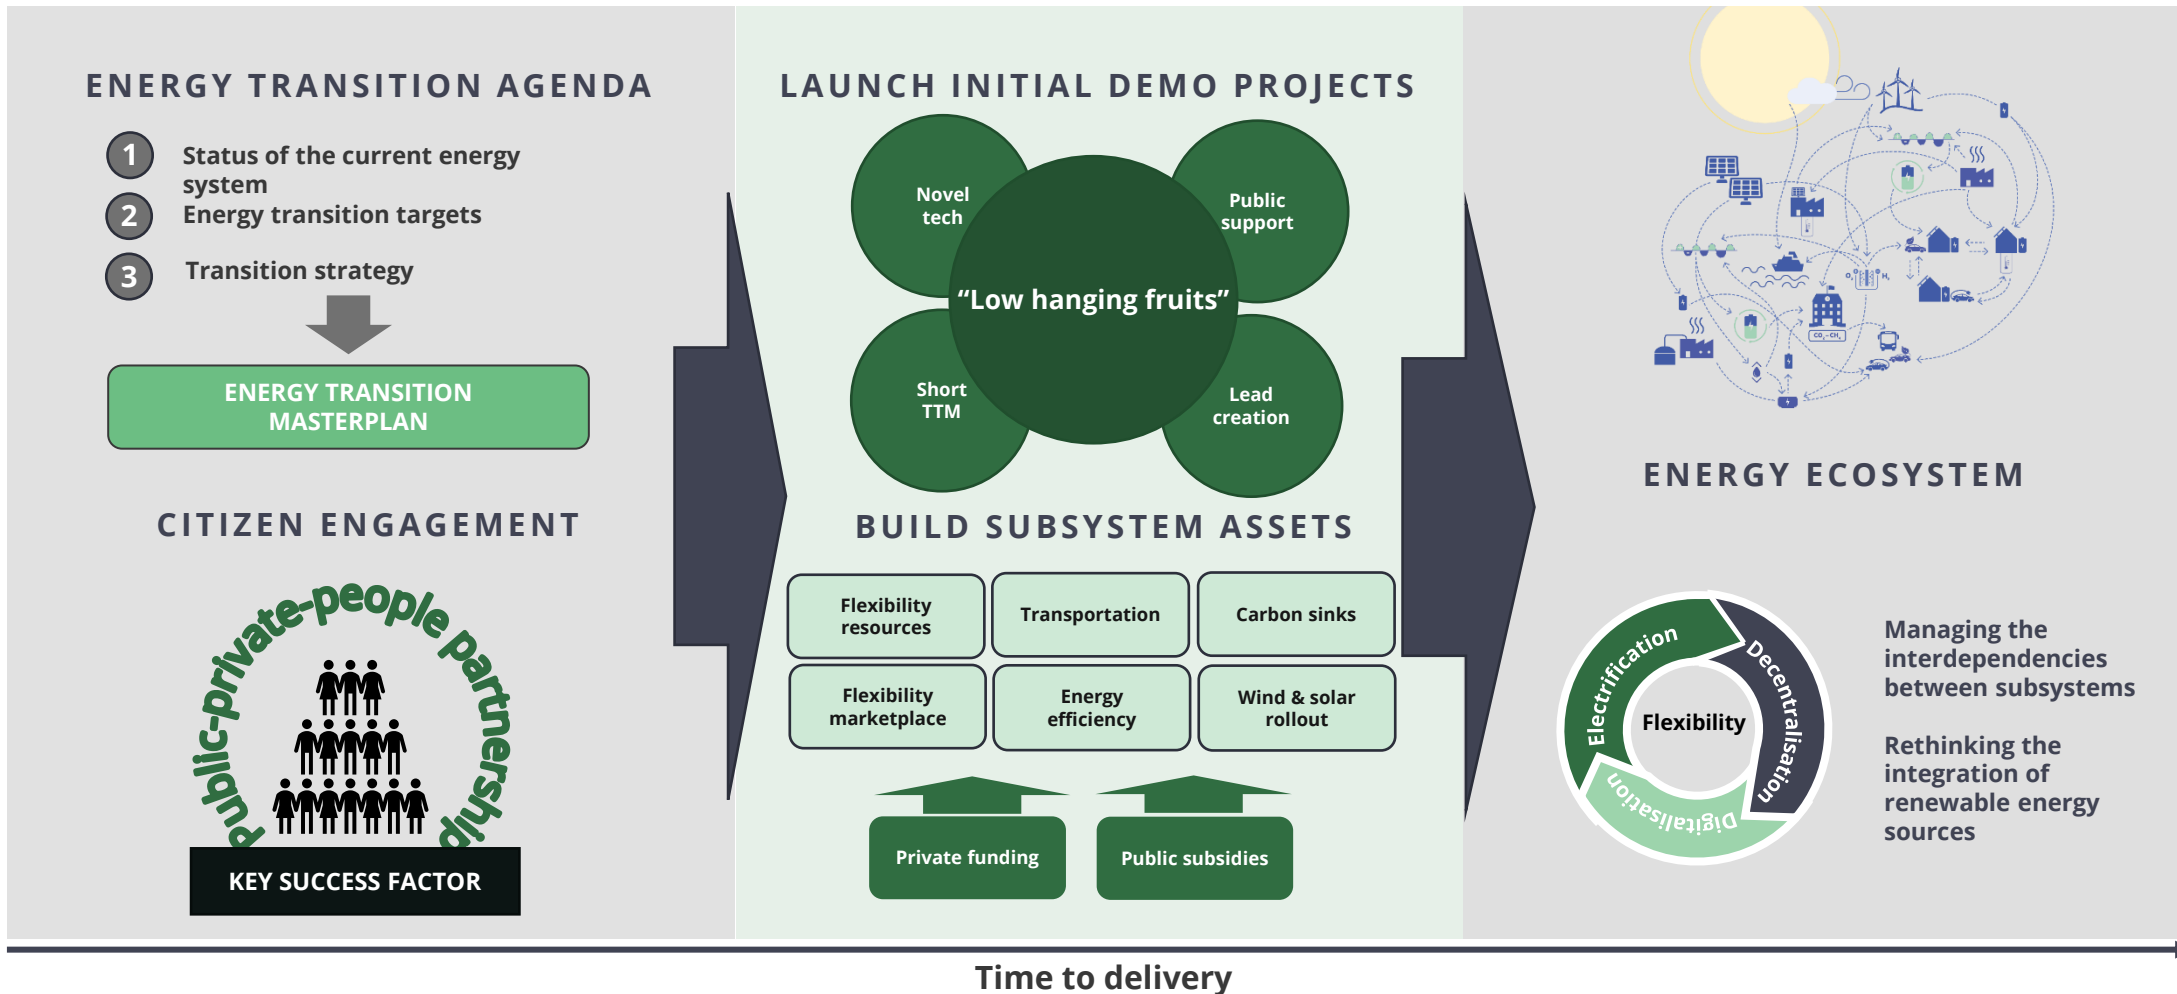 ENERGY TRANSITION AGENDA
1
Status of the current energy
system
2
Energy transition targets
3
Transition strategy
ENERGY TRANSITION
MASTERPLAN
CITIZEN ENGAGEMENT
Public-private-people partnership
KEY SUCCESS FACTOR
LAUNCH INITIAL DEMO PROJECTS
Novel
tech
Public
support
“Low hanging fruits”
Short
TTM
Lead
creation
BUILD SUBSYSTEM ASSETS
Flexibility
resources
Transportation
Carbon sinks
Flexibility
marketplace
Energy
efficiency
Wind & solar
rollout
Private funding
Public subsidies
O₂
H₂
ENERGY ECOSYSTEM
Electrification
Decentralisation
Digitalisation
Flexibility
Managing the
interdependencies
between subsystems
Rethinking the
integration of
renewable energy
sources
Time to delivery